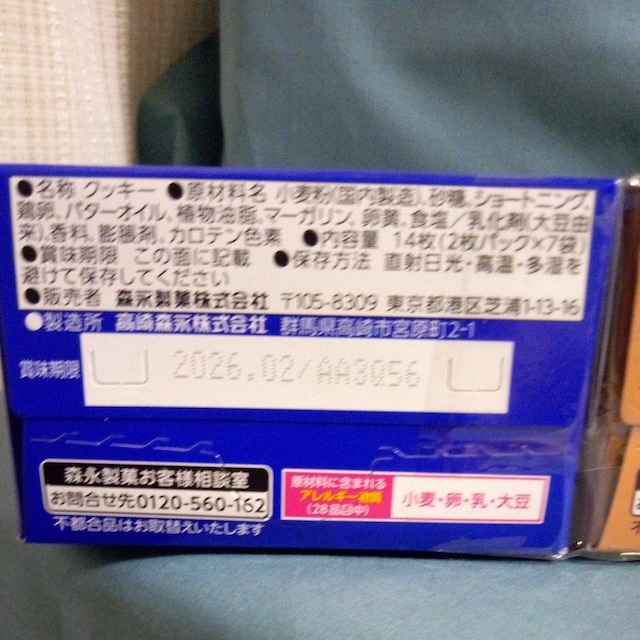 ●名称 クッキー ●原材料名 小麦粉(国内製造)、砂糖、ショートニング、
鶏卵、バターオイル、植物油脂、マーガリン、卵黄、食塩／乳化剤(大豆由
来)、香料、膨脹剤、カロテン色素 ●内容量 14枚(2枚パック×7袋)
●賞味期限 この面に記載 ●保存方法 直射日光・高温・多湿を
避けて保存してください
●販売者 森永製菓株式会社 〒105-8309 東京都港区芝浦1-13-16
●製造所 高崎森永株式会社 群馬県高崎市宮原町2-1
賞味期限 2026.02/AA3Q56
森永製菓お客様相談室
お問合せ先0120-560-162
不都合品はお取替えいたします
原材料に含まれる
アレルギー物質
(28品目中)
小麦・卵・乳・大豆